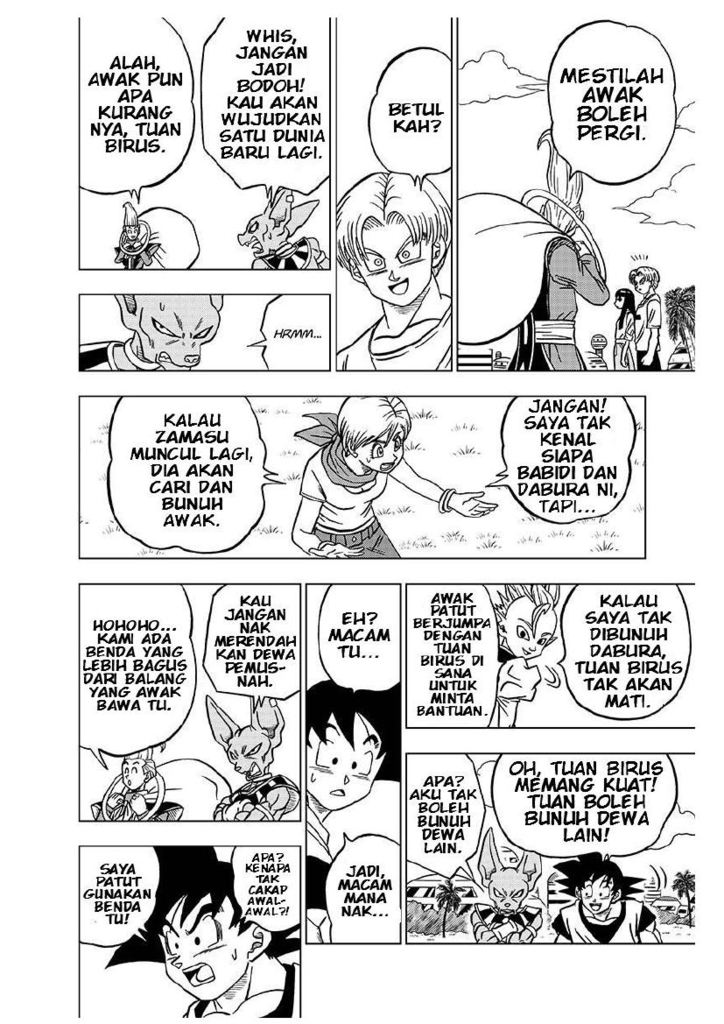 MESTILAH
AWAK
BOLEH
PERGI.
BETUL
KAH?
WHIS,
JANGAN
JADI
BODOH!
KAU AKAN
WUJUDKAN
SATU DUNIA
BARU LAGI.
ALAH,
AWAK PUN
APA
KURANG
NYA, TUAN
BIRUS.
HRMM...
JANGAN!
SAYA TAK
KENAL
SIAPA
BABIDI DAN
DABURA NI,
TAPI...
KALAU
ZAMASU
MUNCUL LAGI,
DIA AKAN
CARI DAN
BUNUH
AWAK.
KALAU
SAYA TAK
DIBUNUH
DABURA,
TUAN BIRUS
TAK AKAN
MATI.
AWAK
PATUT
BERJUMPA
DENGAN
TUAN
BIRUS DI
SANA
UNTUK
MINTA
BANTUAN.
OH, TUAN BIRUS
MEMANG KUAT!
TUAN BOLEH
BUNUH DEWA
LAIN!
APA?
AKU TAK
BOLEH
BUNUH
DEWA
LAIN.
EH?
MACAM
TU...
JADI,
MACAM
MANA
NAK...
KAU
JANGAN
NAK
MERENDAH
KAN DEWA
PEMUS-
NAH.
HOHOHO...
KAMI ADA
BENDA YANG
LEBIH BAGUS
DARI BALANG
YANG AWAK
BAWA TU.
APA?
KENAPA
TAK
CAKAP
AWAL-
AWAL?!
SAYA
PATUT
GUNAKAN
BENDA
TU!